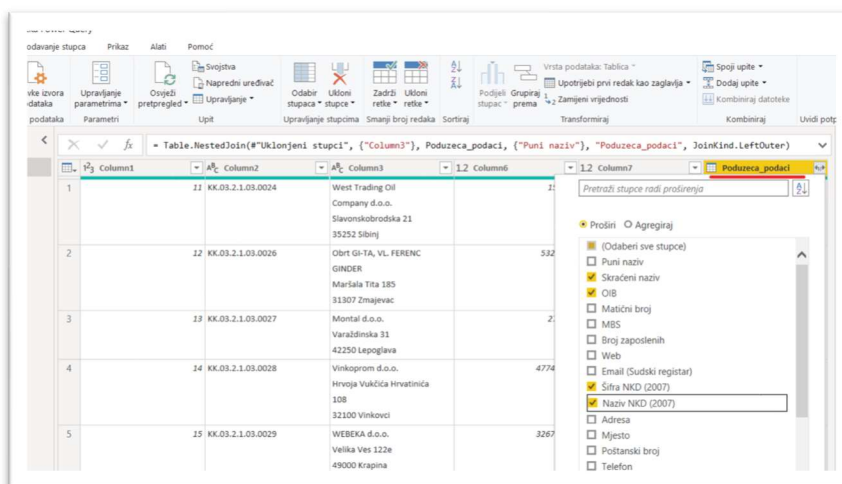 odavanje stupca Prikaz Alati Pomoć
Svojstva
Napredni uređivač
Upravljanje
Upravljanje
parametrima
Osvježi
pretpregled
Odabir
stupaca
Ukloni
stupce
Zadrži
retke
Ukloni
retke
Podijeli
stupac
Grupiraj
prema
Vrsta podataka: Tablica
Upotrijebi prvi redak kao zaglavlja
Zamijeni vrijednosti
Spoji upite
Dodaj upite
Kombiniraj datoteke
podataka Parametri Upit Upravljanje stupcima Smanji broj redaka Sortiraj Transformiraj Kombiniraj
fx = Table.NestedJoin(#"Uklonjeni stupci", {"Column3"}, Poduzeca_podaci, {"Puni naziv"}, "Poduzeca_podaci", JoinKind.LeftOuter)
123 Column1 ABC Column2 ABC Column3 1.2 Column6 1.2 Column7 Poduzeca_podaci
1 11 KK.03.2.1.03.0024 West Trading Oil
Company d.o.o.
Slavonskobrodska 21
35252 Sibinj
2 12 KK.03.2.1.03.0026 Obrt GI-TA, VL. FERENC 532
GINDER
Maršala Tita 185
31307 Zmajevac
3 13 KK.03.2.1.03.0027 Montal d.o.o.
Varaždinska 31
42250 Lepoglava
4 14 KK.03.2.1.03.0028 Vinkoprom d.o.o. 4774
Hrvoja Vukčića Hrvatinića
108
32100 Vinkovci
5 15 KK.03.2.1.03.0029 WEBEKA d.o.o. 3267
Velika Ves 122e
49000 Krapina
Pretraži stupce radi proširenja
Proširi Agregiraj
(Odaberi sve stupce)
Puni naziv
Skraćeni naziv
OIB
Matični broj
MBS
Broj zaposlenih
Web
Email (Sudski registar)
Šifra NKD (2007)
Naziv NKD (2007)
Adresa
Mjesto
Poštanski broj
Telefon